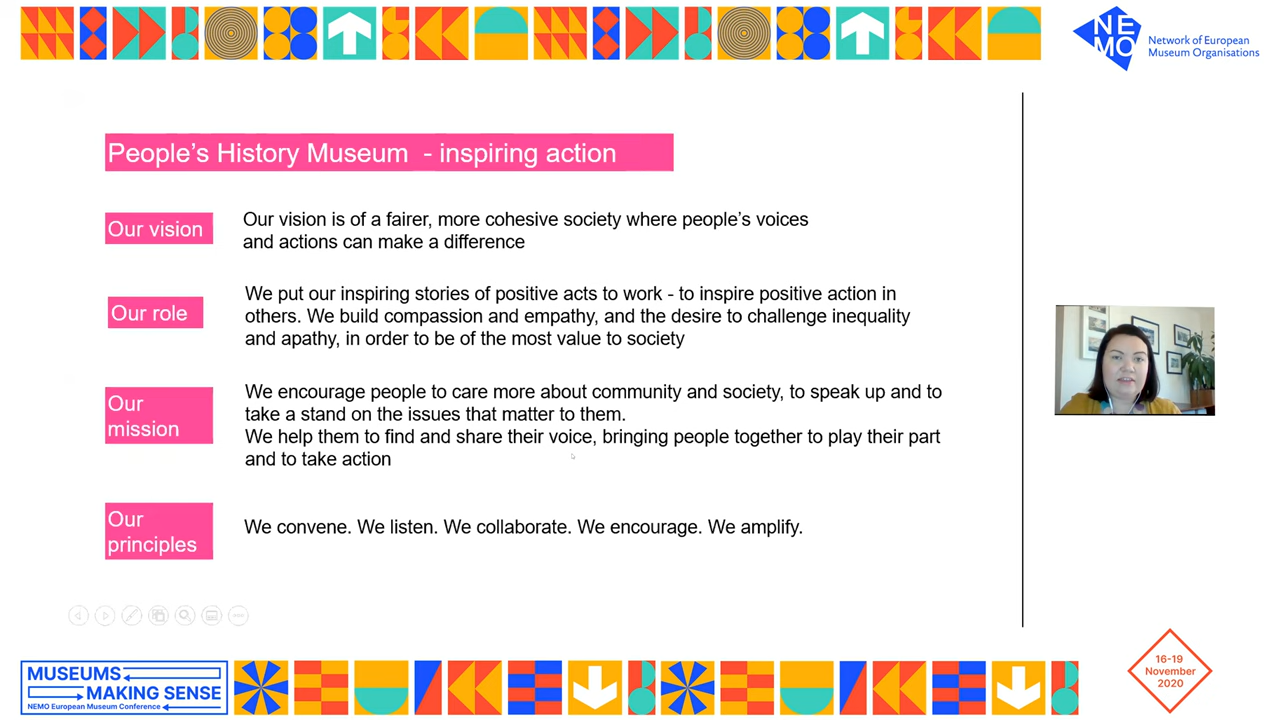 NE
MO
Network of European
Museum Organisations
People's History Museum - inspiring action
Our vision
Our vision is of a fairer, more cohesive society where people's voices
and actions can make a difference
Our role
We put our inspiring stories of positive acts to work - to inspire positive action in
others. We build compassion and empathy, and the desire to challenge inequality
and apathy, in order to be of the most value to society
Our
mission
We encourage people to care more about community and society, to speak up and to
take a stand on the issues that matter to them.
We help them to find and share their voice, bringing people together to play their part
and to take action
Our
principles
We convene. We listen. We collaborate. We encourage. We amplify.
MUSEUMS
MAKING SENSE
NEMO European Museum Conference
16-19
November
2020